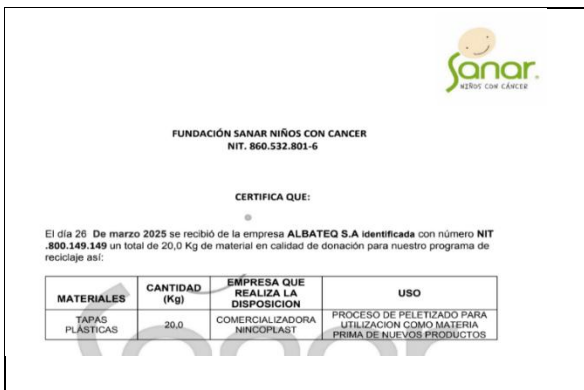 Sanar.
NIÑOS CON CÁNCER
FUNDACIÓN SANAR NIÑOS CON CANCER
NIT. 860.532.801-6
CERTIFICA QUE:
El día 26 De marzo 2025 se recibió de la empresa ALBATEQ S.A identificada con número NIT
.800.149.149 un total de 20,0 Kg de material en calidad de donación para nuestro programa de
reciclaje así:
MATERIALES CANTIDAD (Kg) EMPRESA QUE REALIZA LA DISPOSICION USO
TAPAS PLÁSTICAS 20,0 COMERCIALIZADORA NINCOPLAST PROCESO DE PELETIZADO PARA UTILIZACION COMO MATERIA PRIMA DE NUEVOS PRODUCTOS
Sanar